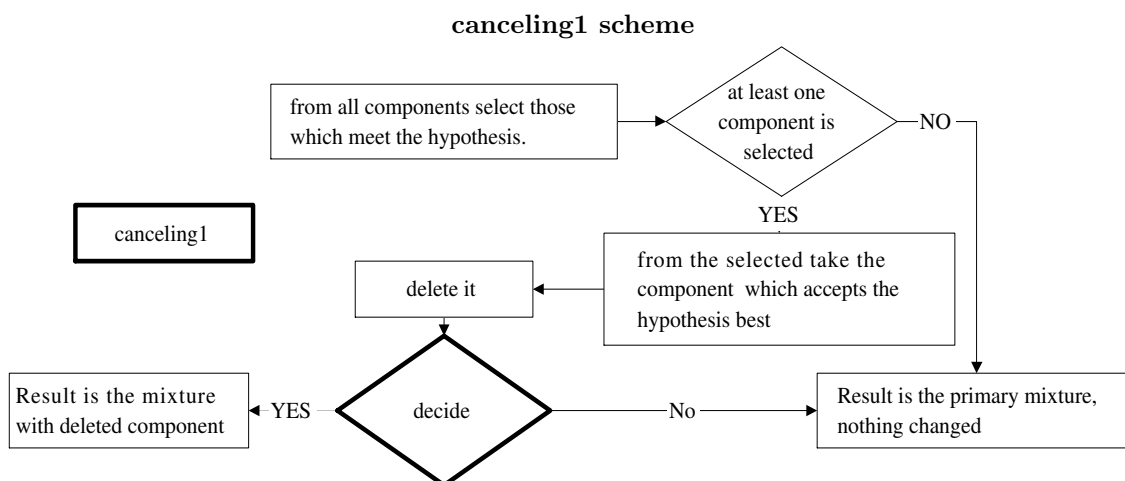 canceling1 scheme
from all components select those
which meet the hypothesis.
at least one
component is
selected
NO
YES
canceling1
from the selected take the
component which accepts the
hypothesis best
delete it
decide
YES
No
Result is the mixture
with deleted component
Result is the primary mixture,
nothing changed